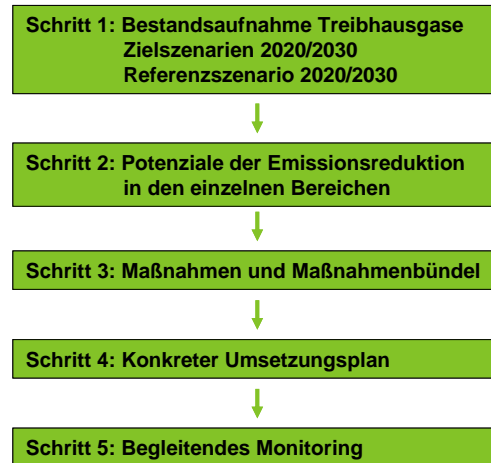 Schritt 1: Bestandsaufnahme Treibhausgase
Zielszenarien 2020/2030
Referenzszenario 2020/2030
Schritt 2: Potenziale der Emissionsreduktion
in den einzelnen Bereichen
Schritt 3: Maßnahmen und Maßnahmenbündel
Schritt 4: Konkreter Umsetzungsplan
Schritt 5: Begleitendes Monitoring